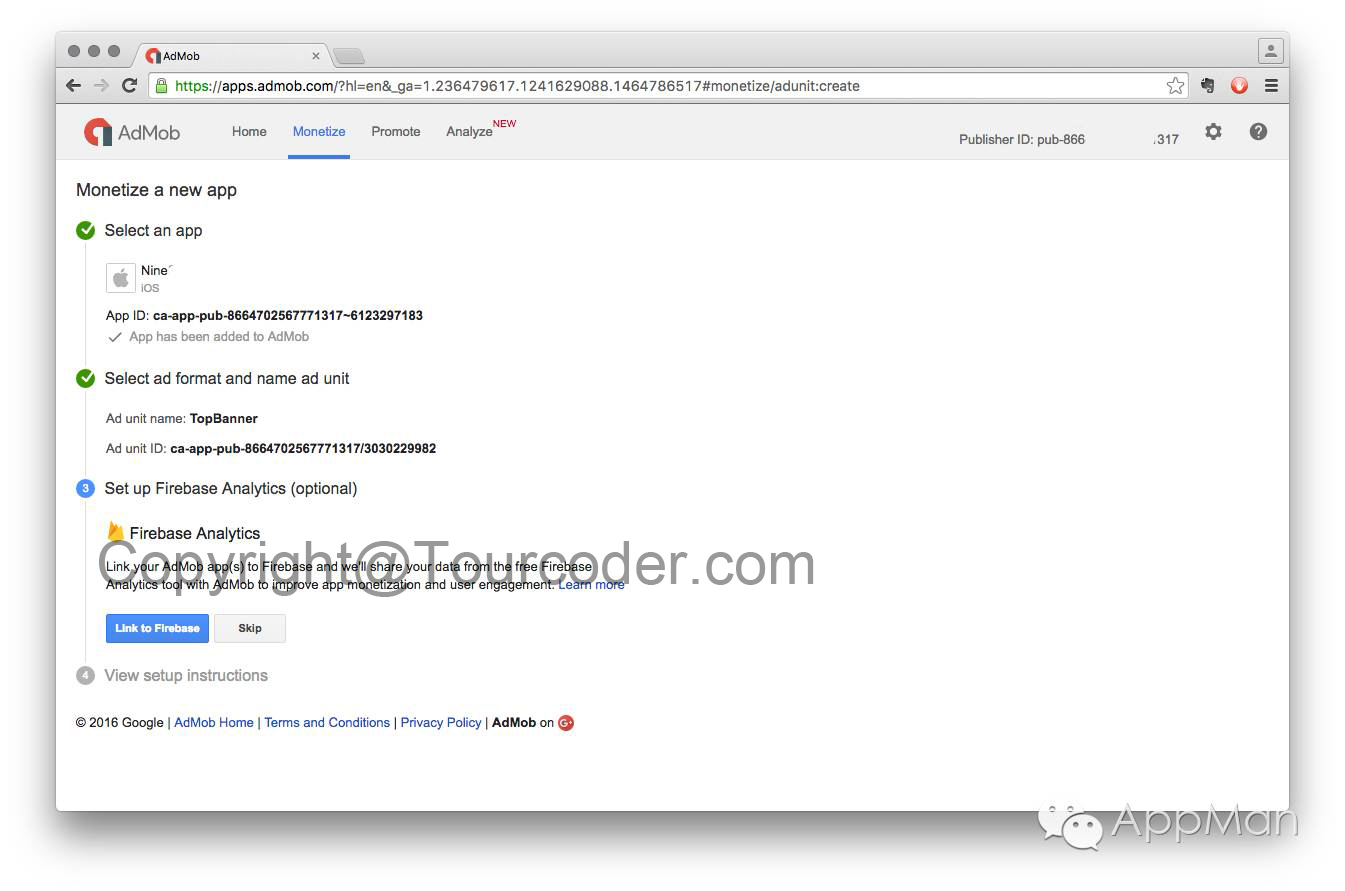 AdMob
https://apps.admob.com/?hl=en&_ga=1.236479617.1241629088.1464786517#monetize/adunit:create
AdMob Home Monetize Promote Analyze NEW Publisher ID: pub-866 .317
Monetize a new app
Select an app
Nine
iOS
App ID: ca-app-pub-8664702567771317~6123297183
App has been added to AdMob
Select ad format and name ad unit
Ad unit name: TopBanner
Ad unit ID: ca-app-pub-8664702567771317/3030229982
3 Set up Firebase Analytics (optional)
Firebase Analytics
Copyright@Tourcoder.com
Link your AdMob app(s) to Firebase and we'll share your data from the free Firebase
Analytics tool with AdMob to improve app monetization and user engagement. Learn more
Link to Firebase Skip
4 View setup instructions
© 2016 Google | AdMob Home | Terms and Conditions | Privacy Policy | AdMob on G+
AppMan